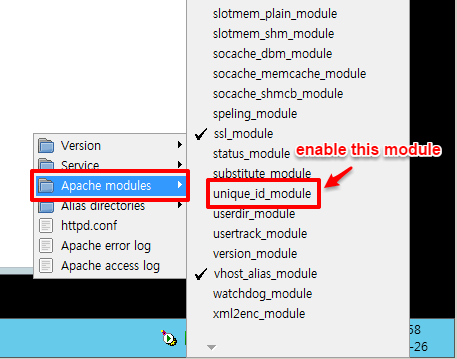 slotmem_plain_module
slotmem_shm_module
socache_dbm_module
socache_memcache_module
socache_shmcb_module
speling_module
ssl_module
status_module
enable this module
substitute_module
unique_id_module
userdir_module
usertrack_module
version_module
vhost_alias_module
watchdog_module
xml2enc_module
Version
Service
Apache modules
Alias directories
httpd.conf
Apache error log
Apache access log
58
-26